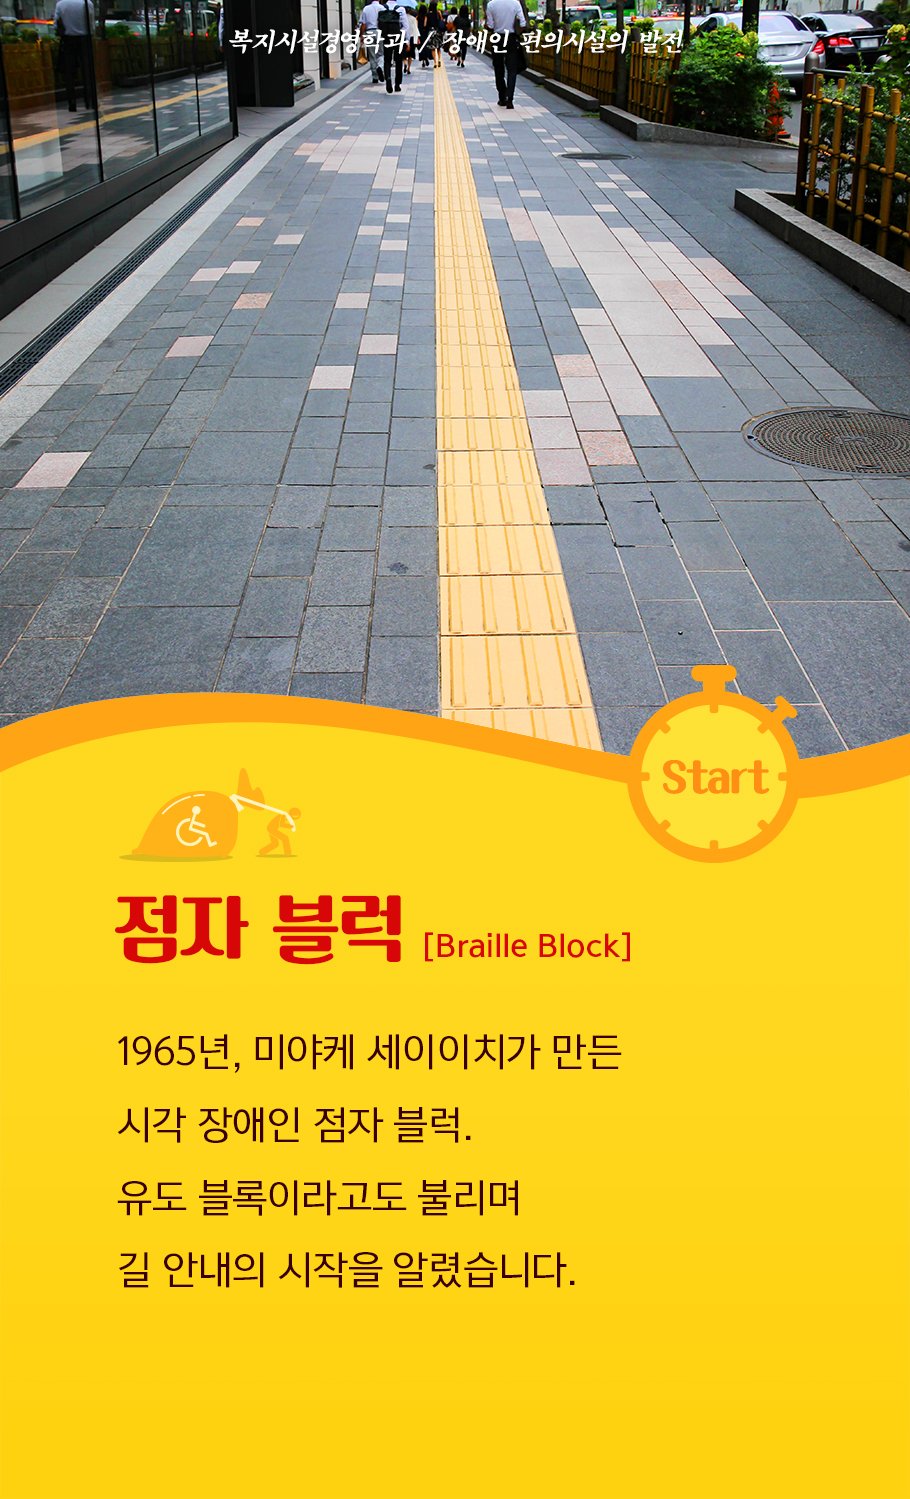 복지시설경영학과 / 장애인 편의시설의 발전
Start
점자 블럭 [Braille Block]
1965년, 미야케 세이이치가 만든
시각 장애인 점자 블럭.
유도 블록이라고도 불리며
길 안내의 시작을 알렸습니다.